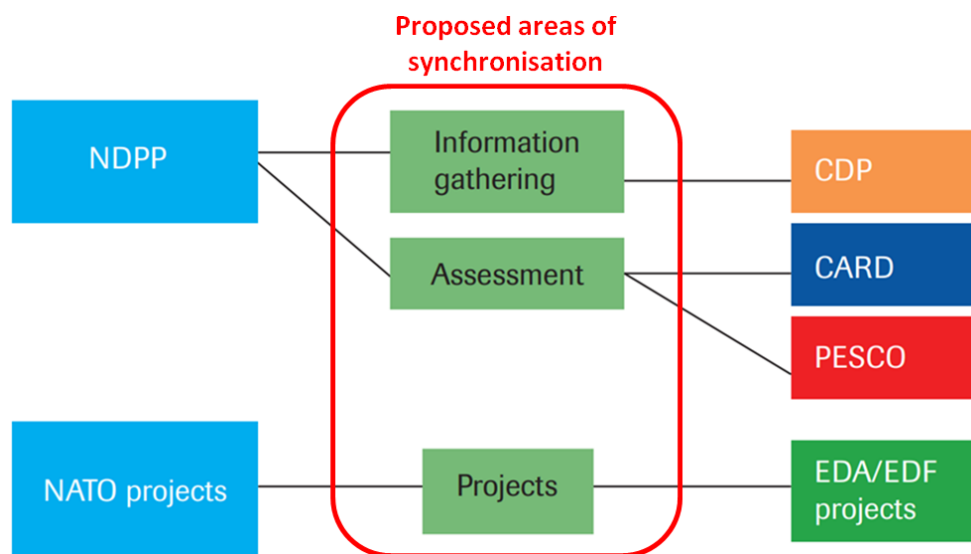 Proposed areas of
synchronisation
NDPP
Information
gathering
CDP
Assessment
CARD
PESCO
NATO projects
Projects
EDA/EDF
projects